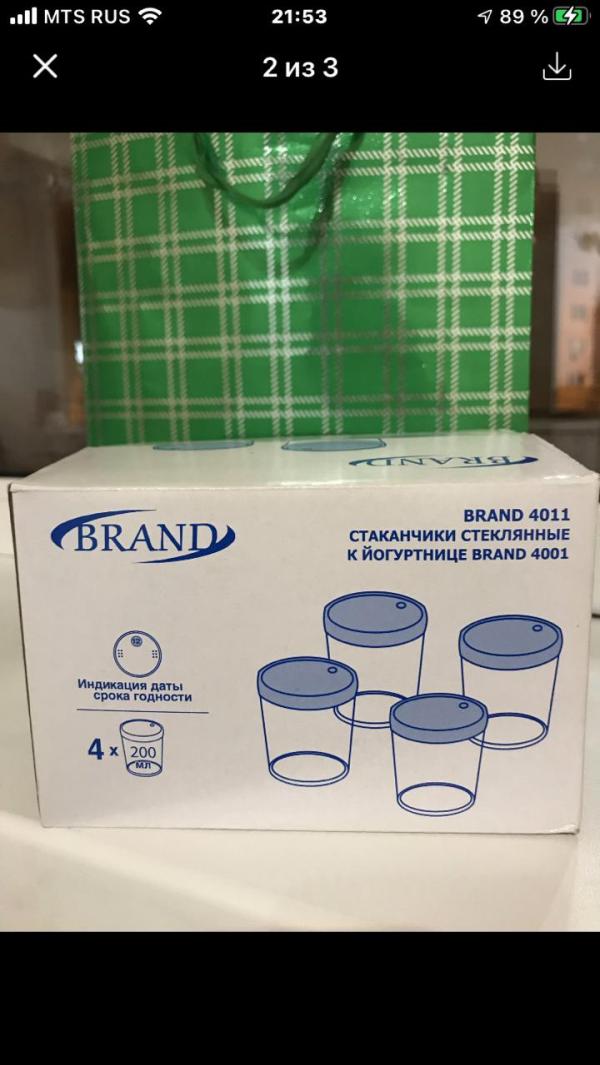 MTS RUS
21:53
89 %
2 из 3
BRAND
BRAND
BRAND 4011
СТАКАНЧИКИ СТЕКЛЯННЫЕ
К ЙОГУРТНИЦЕ BRAND 4001
12
Индикация даты
срока годности
4 x 200
МЛ